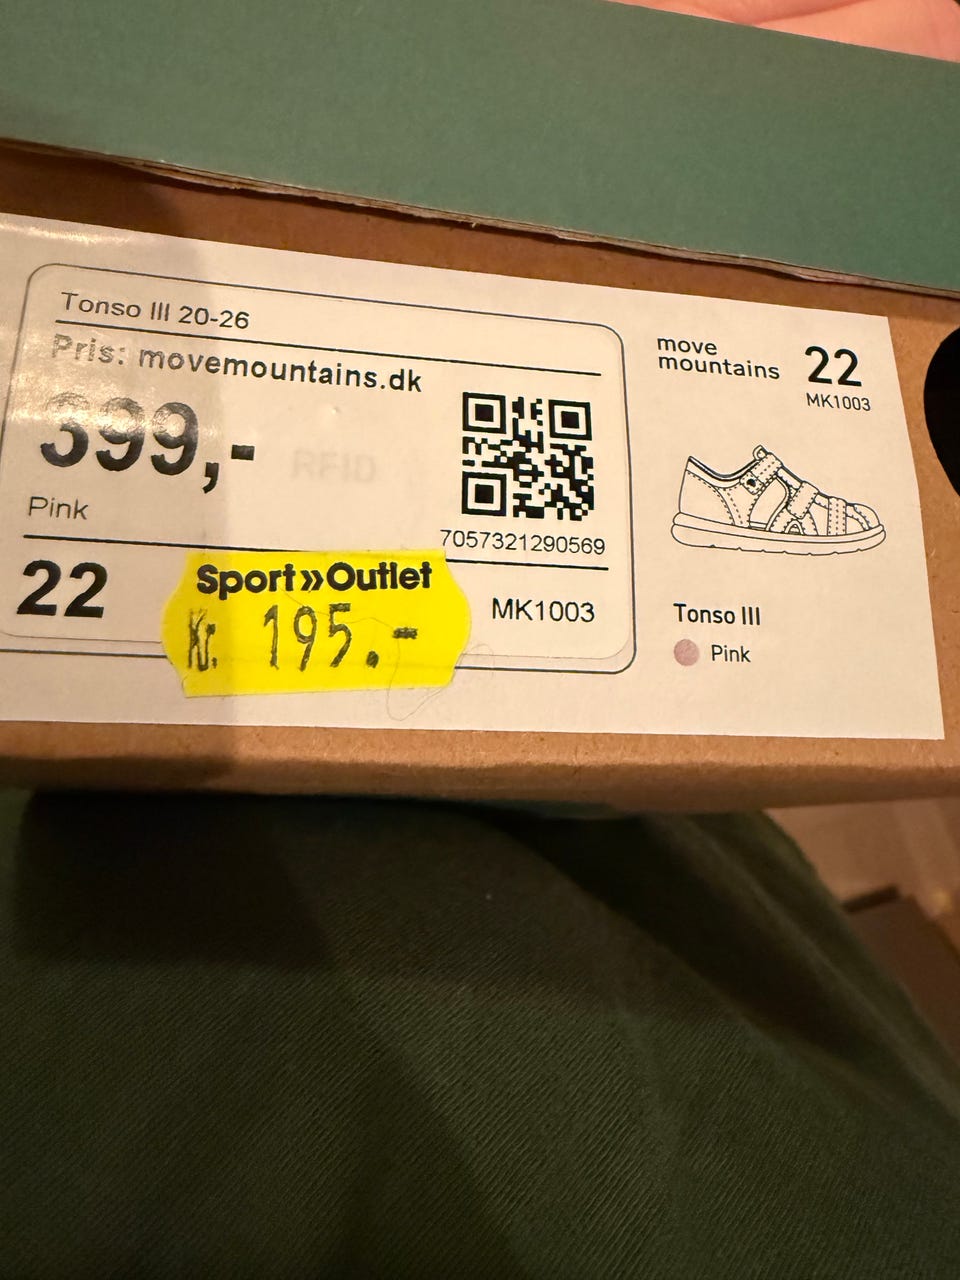 Tonso III 20-26
Pris: movemountains.dk
399,-
RFID
Pink
7057321290569
22
MK1003
Sport»Outlet
Kr. 195.-
move
mountains
22
MK1003
Tonso III
Pink